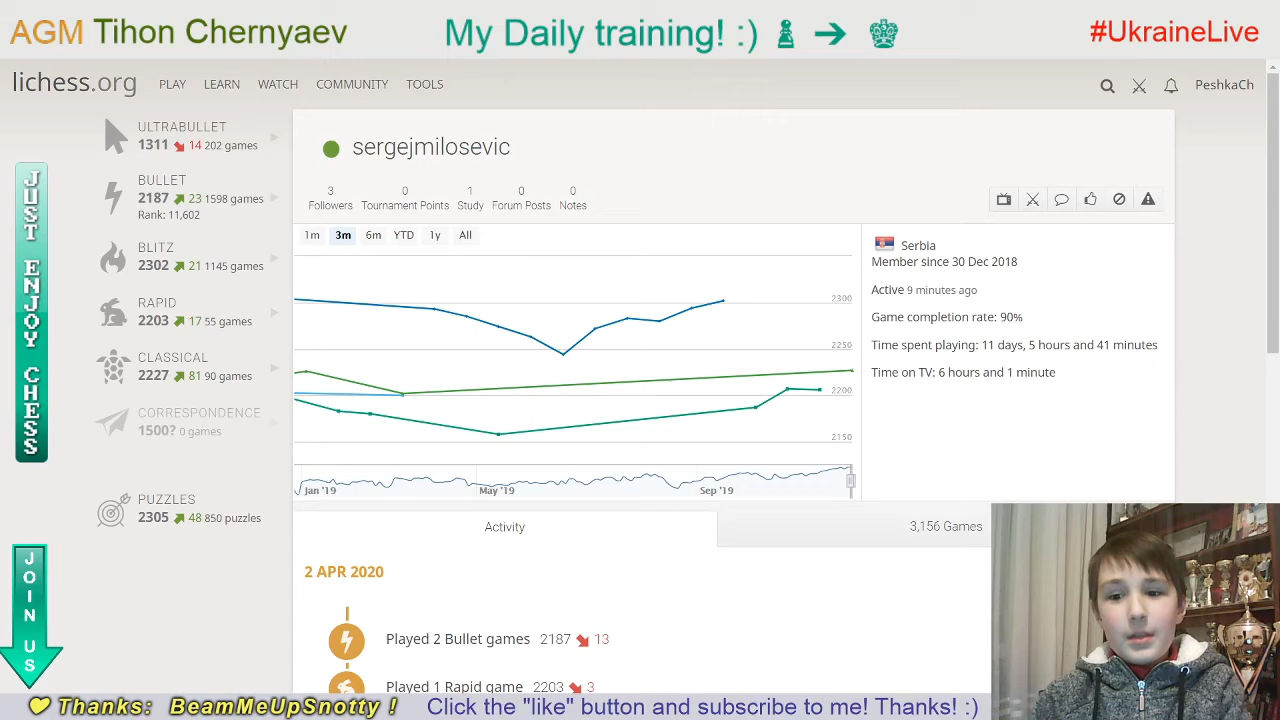 AGM Tihon Chernyaev
My Daily training! :)
#UkraineLive
lichess.org
PLAY LEARN WATCH COMMUNITY TOOLS
PeshkaCh
JUST ENJOY CHESS
JOIN US
ULTRABULLET
1311 14 202 games
BULLET
2187 23 1598 games
Rank: 11,602
BLITZ
2302 21 1145 games
RAPID
2203 17 55 games
CLASSICAL
2227 81 90 games
CORRESPONDENCE
1500? 0 games
PUZZLES
2305 48 850 puzzles
sergejmilosevic
3 0 1 0 0
Followers Tournament Points Study Forum Posts Notes
1m 3m 6m YTD 1y All
2300
2250
2200
2150
Jan '19 May '19 Sep '19
Serbia
Member since 30 Dec 2018
Active 9 minutes ago
Game completion rate: 90%
Time spent playing: 11 days, 5 hours and 41 minutes
Time on TV: 6 hours and 1 minute
Activity 3,156 Games
2 APR 2020
Played 2 Bullet games 2187 13
Played 1 Rapid game 2203 3
Thanks: BeamMeUpSnotty ! Click the "like" button and subscribe to me! Thanks! :)